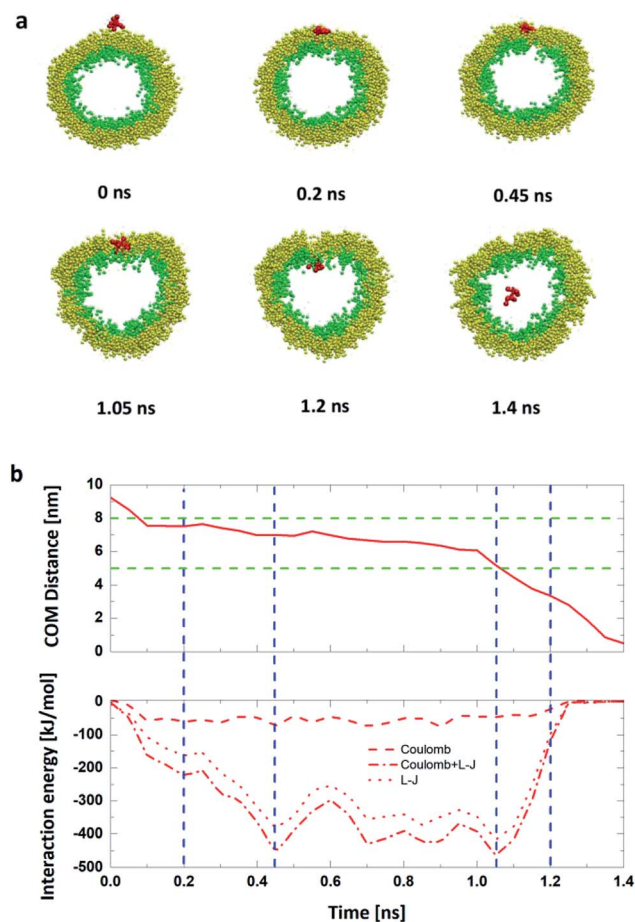 a
0 ns
0.2 ns
0.45 ns
1.05 ns
1.2 ns
1.4 ns
b
COM Distance [nm]
10
8
6
4
2
0
Interaction energy [kJ/mol]
0
-100
-200
-300
-400
-500
Coulomb
Coulomb+L-J
L-J
0.0 0.2 0.4 0.6 0.8 1.0 1.2 1.4
Time [ns]